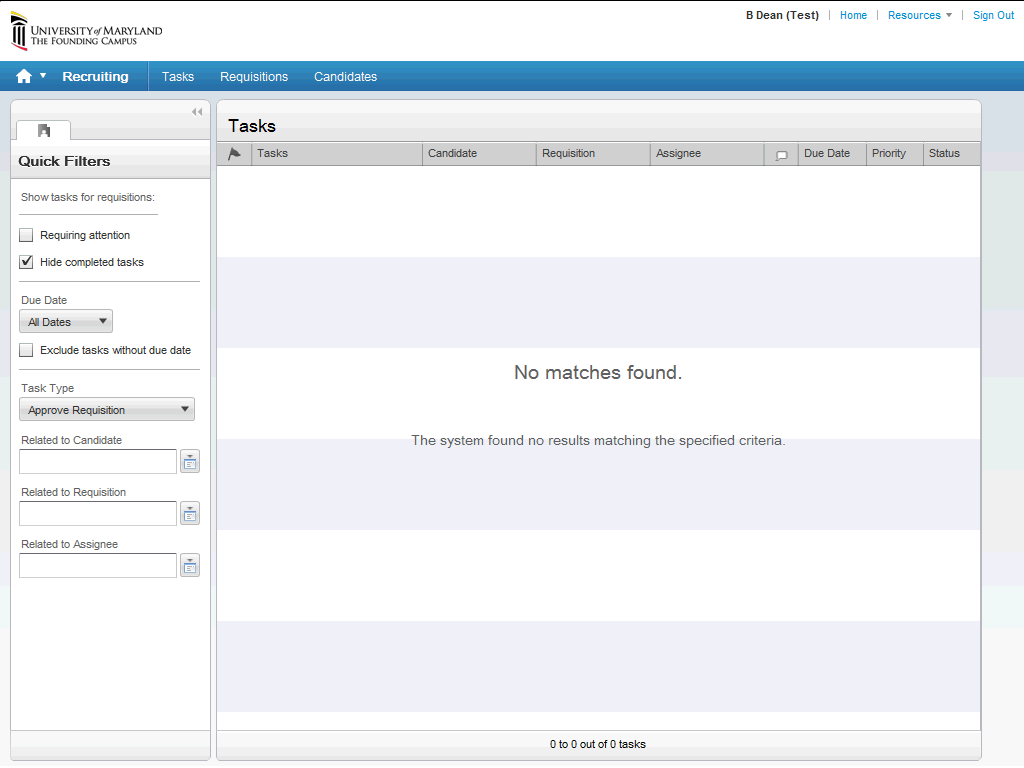 B Dean (Test) | Home | Resources | Sign Out
UNIVERSITY of MARYLAND
THE FOUNDING CAMPUS
Recruiting Tasks Requisitions Candidates
Quick Filters
Show tasks for requisitions:
Requiring attention
Hide completed tasks
Due Date
All Dates
Exclude tasks without due date
Task Type
Approve Requisition
Related to Candidate
Related to Requisition
Related to Assignee
Tasks
Tasks Candidate Requisition Assignee Due Date Priority Status
No matches found.
The system found no results matching the specified criteria.
0 to 0 out of 0 tasks